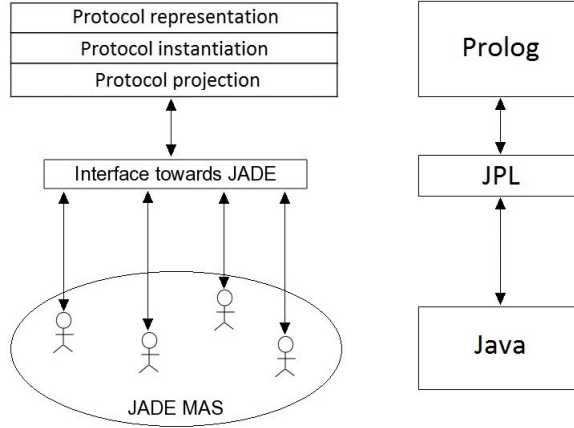 Protocol representation
Protocol instantiation
Protocol projection
Interface towards JADE
JADE MAS
Prolog
JPL
Java